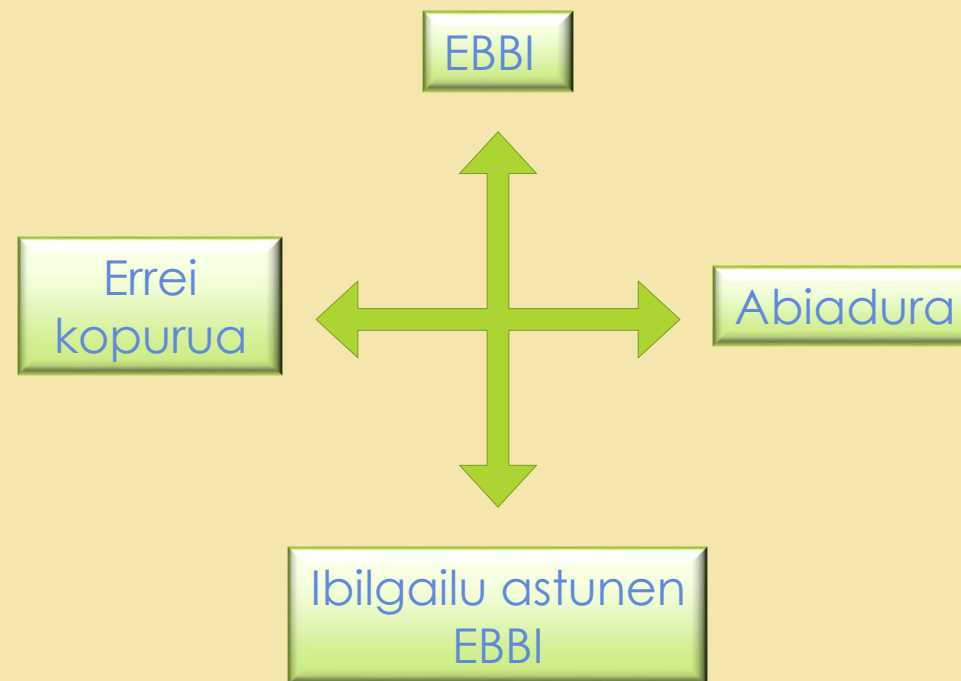 EBBI
Errei
kopurua
Abiadura
Ibilgailu astunen
EBBI